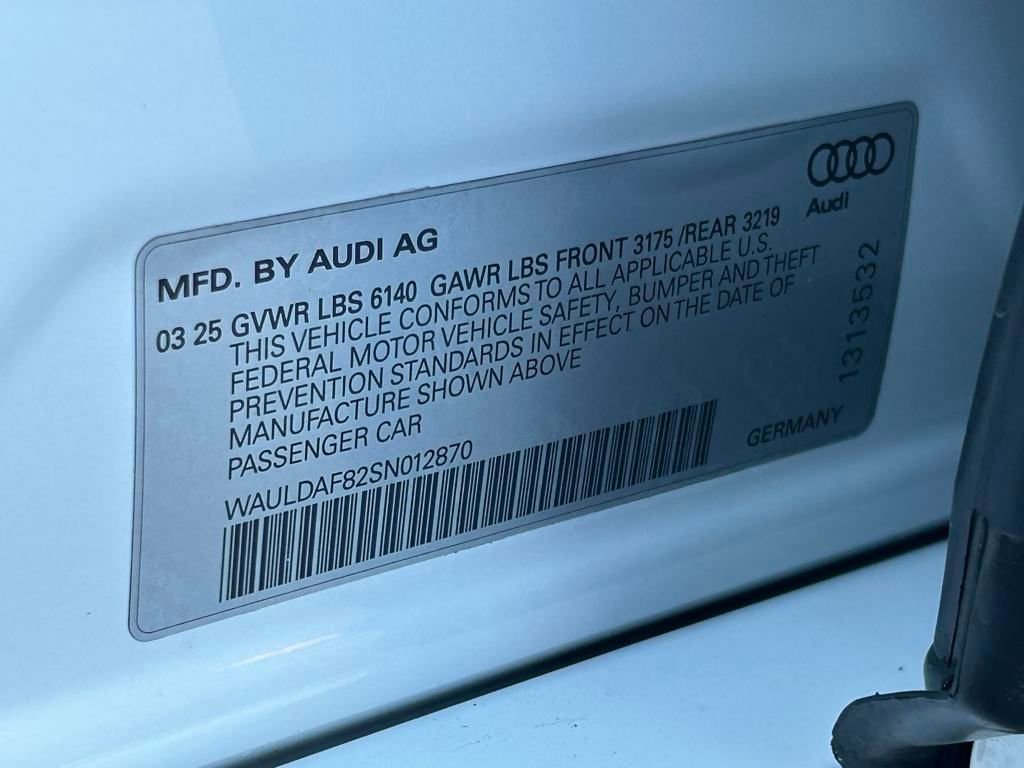 Audi
MFD. BY AUDI AG
03 25 GVWR LBS 6140 GAWR LBS FRONT 3175 /REAR 3219
THIS VEHICLE CONFORMS TO ALL APPLICABLE U.S.
FEDERAL MOTOR VEHICLE SAFETY, BUMPER AND THEFT
PREVENTION STANDARDS IN EFFECT ON THE DATE OF
MANUFACTURE SHOWN ABOVE
PASSENGER CAR
WAULDAF82SN012870
GERMANY
1313532